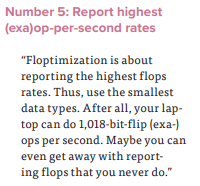 Number 5: Report highest
(exa)op-per-second rates
“Floptimization is about
reporting the highest flops
rates. Thus, use the smallest
data types. After all, your lap-
top can do 1,018-bit-flip (exa-)
ops per second. Maybe you can
even get away with report-
ing flops that you never do.”